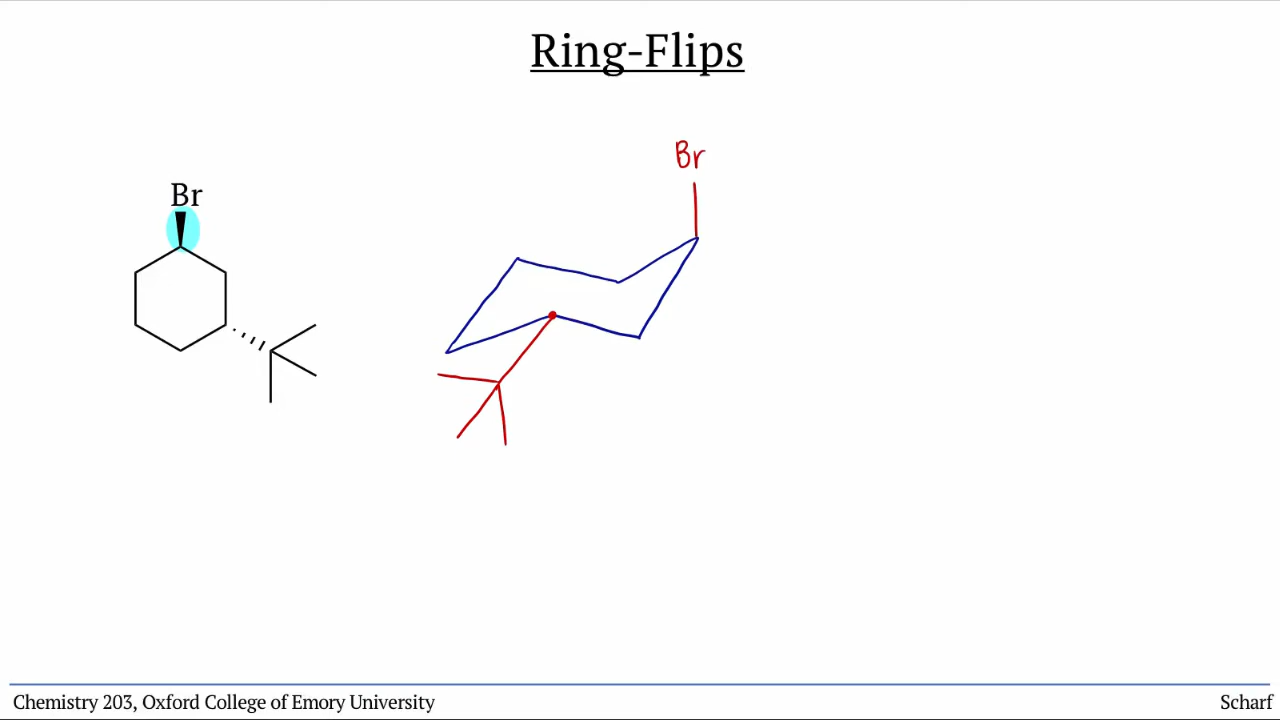 Ring-Flips
Br
Br
Chemistry 203, Oxford College of Emory University
Scharf